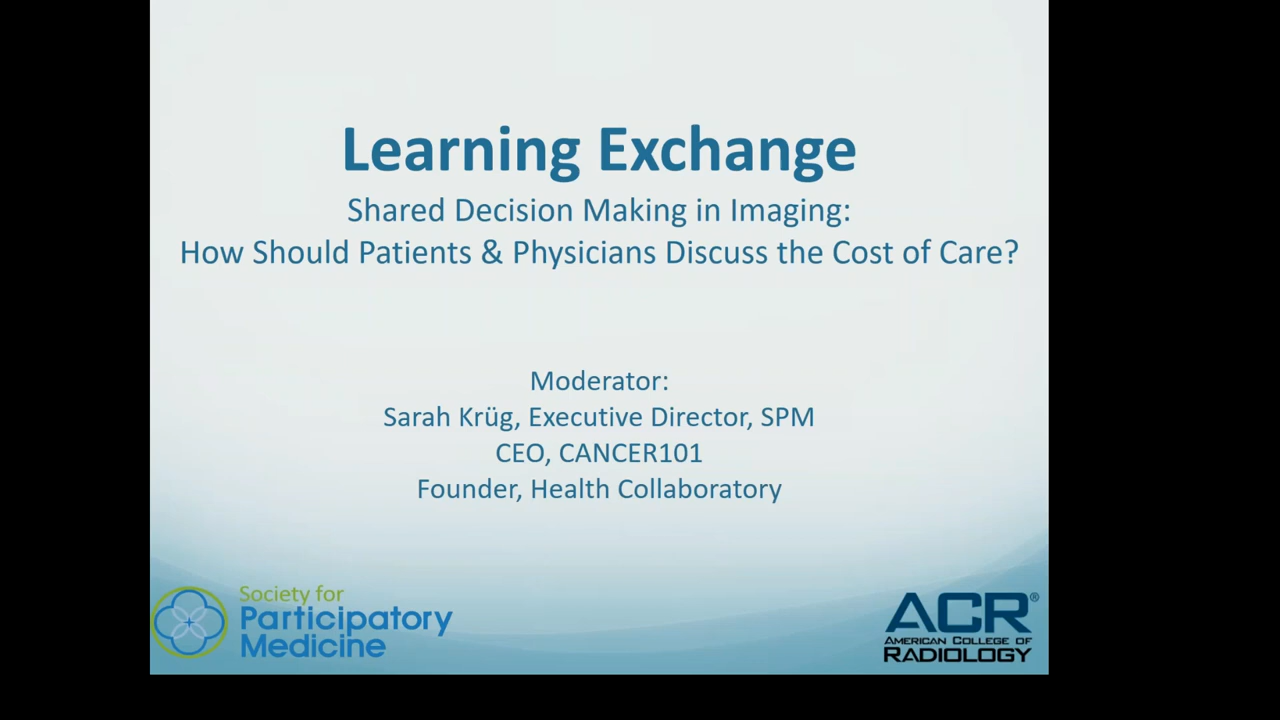 Learning Exchange
Shared Decision Making in Imaging:
How Should Patients & Physicians Discuss the Cost of Care?
Moderator:
Sarah Krüg, Executive Director, SPM
CEO, CANCER101
Founder, Health Collaboratory
Society for
Participatory
Medicine
ACR®
AMERICAN COLLEGE OF
RADIOLOGY